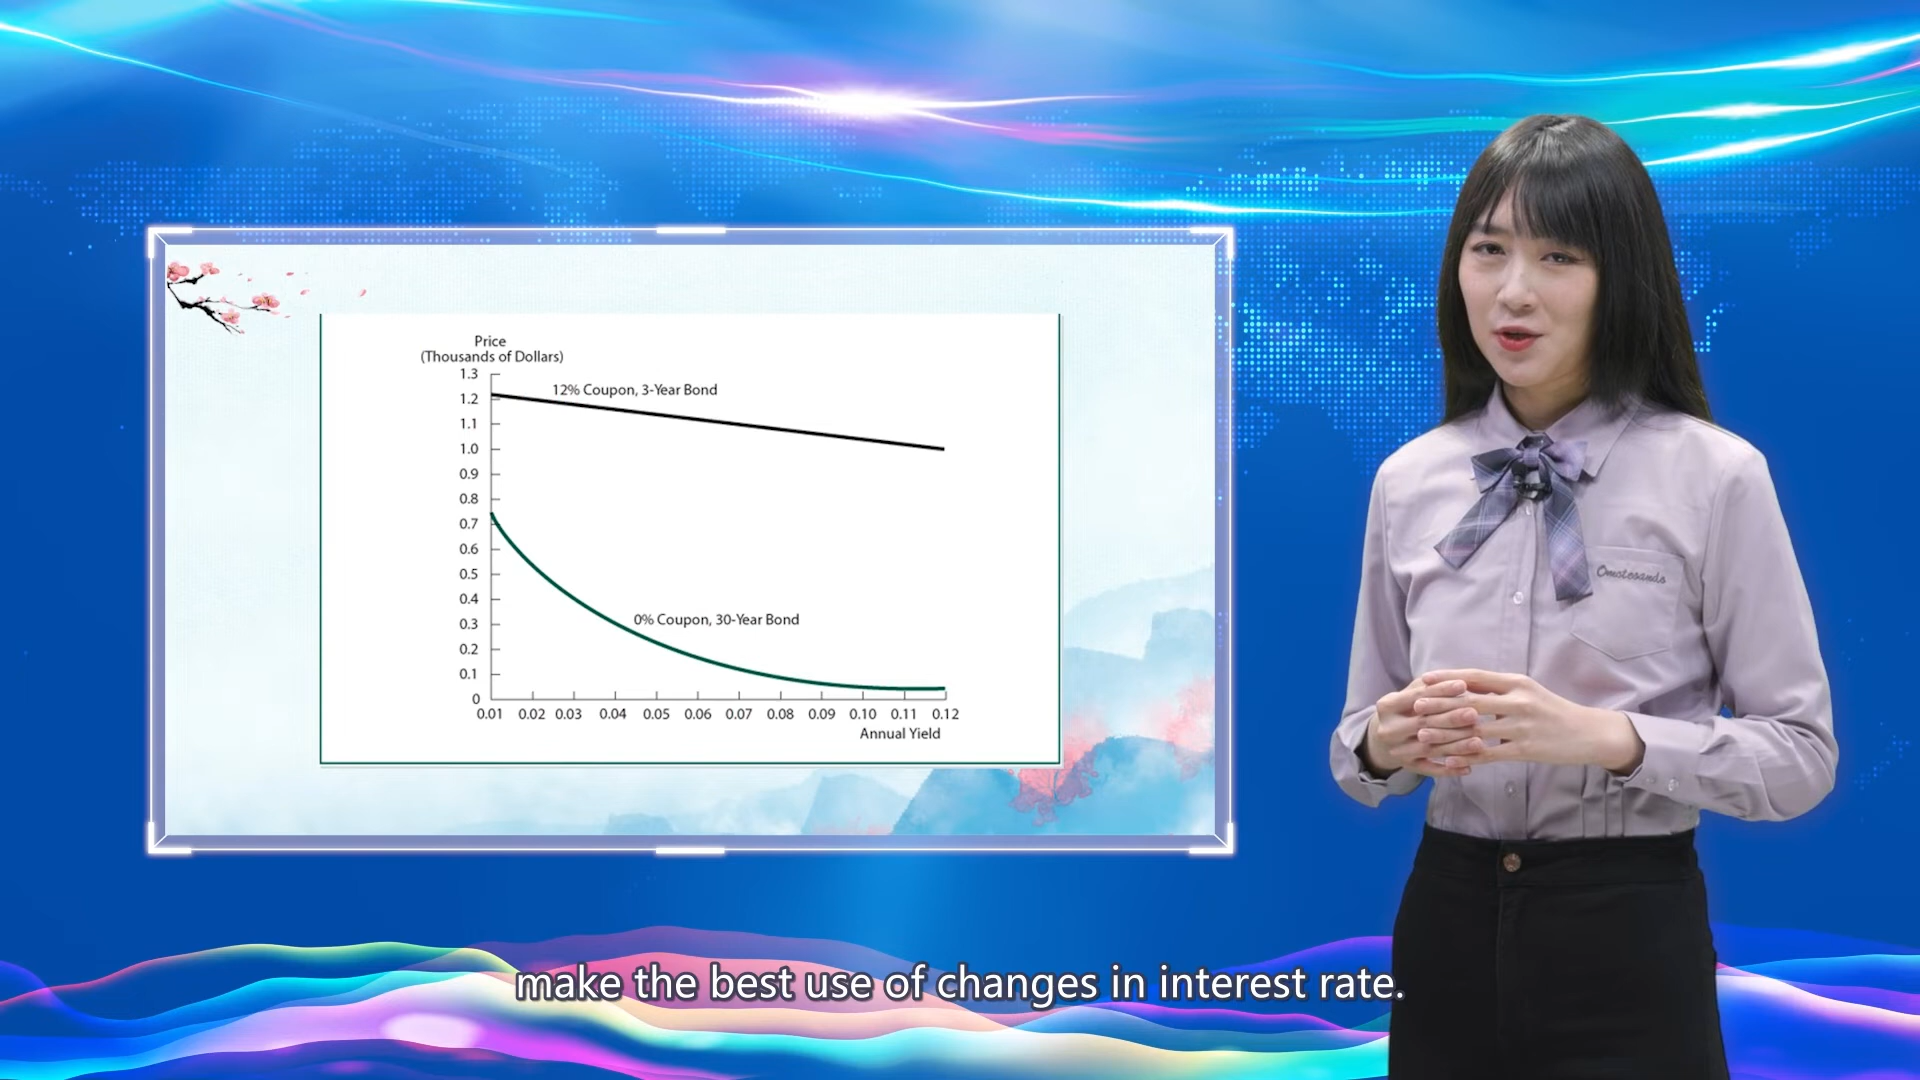 Price
(Thousands of Dollars)
1.3
12% Coupon, 3-Year Bond
1.2
1.1
1.0
0.9
0.8
0.7
0.6
0.5
0.4
0% Coupon, 30-Year Bond
0.3
0.2
0.1
0
0.01 0.02 0.03 0.04 0.05 0.06 0.07 0.08 0.09 0.10 0.11 0.12
Annual Yield
make the best use of changes in interest rate.